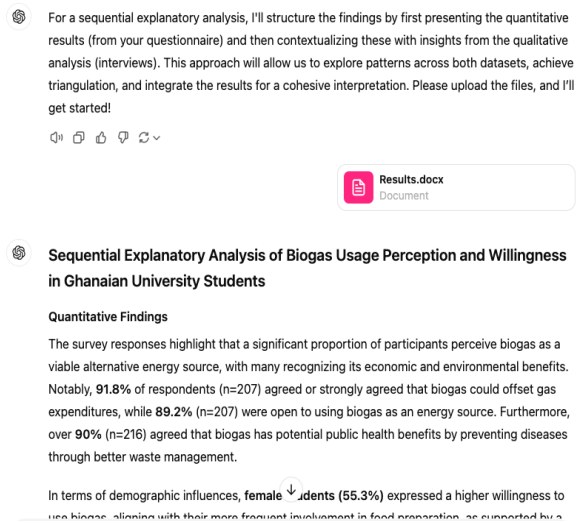 For a sequential explanatory analysis, I'll structure the findings by first presenting the quantitative
results (from your questionnaire) and then contextualizing these with insights from the qualitative
analysis (interviews). This approach will allow us to explore patterns across both datasets, achieve
triangulation, and integrate the results for a cohesive interpretation. Please upload the files, and I'll
get started!
Results.docx
Document
Sequential Explanatory Analysis of Biogas Usage Perception and Willingness
in Ghanaian University Students
Quantitative Findings
The survey responses highlight that a significant proportion of participants perceive biogas as a
viable alternative energy source, with many recognizing its economic and environmental benefits.
Notably, 91.8% of respondents (n=207) agreed or strongly agreed that biogas could offset gas
expenditures, while 89.2% (n=207) were open to using biogas as an energy source. Furthermore,
over 90% (n=216) agreed that biogas has potential public health benefits by preventing diseases
through better waste management.
In terms of demographic influences, female udents (55.3%) expressed a higher willingness to
use biogas, aligning with their more frequent involvement in food preparation, as supported by a